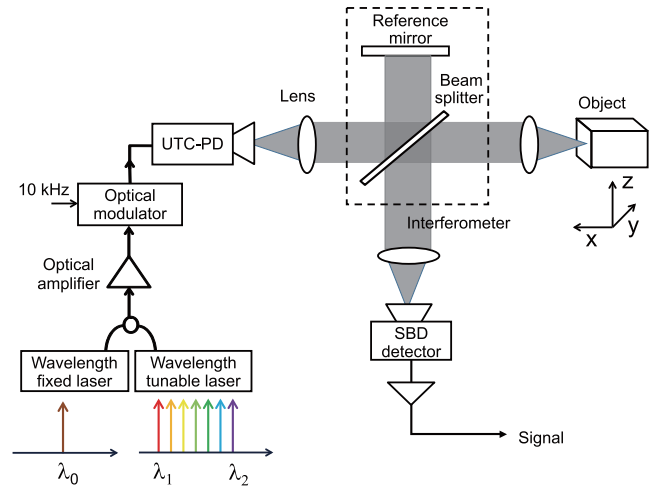 Reference
mirror
Beam
splitter
Lens
Object
UTC-PD
10 kHz
Optical
modulator
z
x
y
Interferometer
Optical
amplifier
SBD
detector
Wavelength
fixed laser
Wavelength
tunable laser
Signal
λ0
λ1
λ2